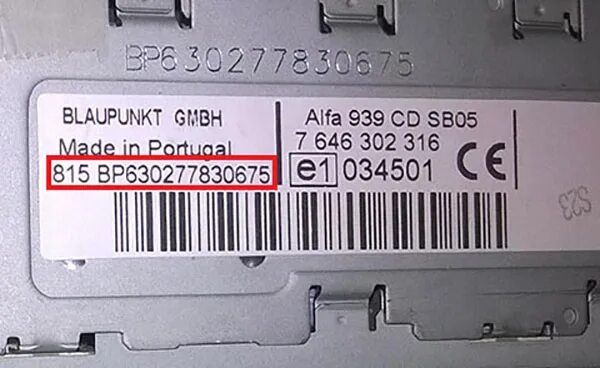 BP630277830675
BLAUPUNKT GMBH
Made in Portugal
815 BP630277830675
Alfa 939 CD SB05
7 646 302 316
e1 034501 CE
S23